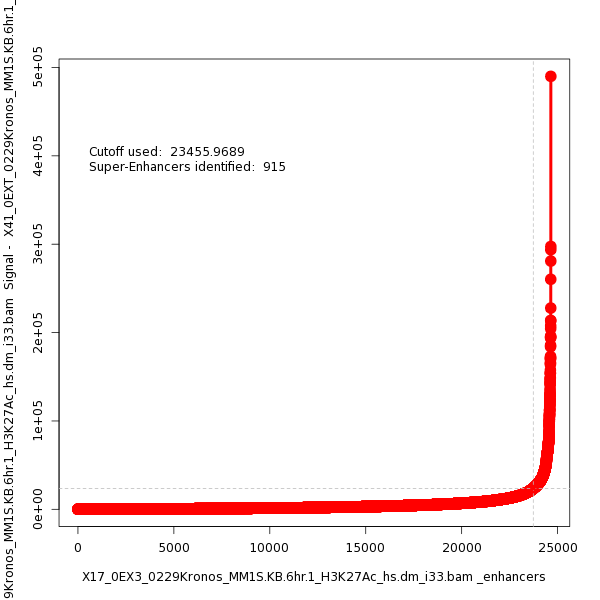 9Kronos_MM1S.KB.6hr.1_H3K27Ac_hs.dm_i33.bam Signal - X41_0EXT_0229Kronos_MM1S.KB.6hr.1_
5e+05
4e+05
3e+05
2e+05
1e+05
0e+00
Cutoff used: 23455.9689
Super-Enhancers identified: 915
0 5000 10000 15000 20000 25000
X17_0EX3_0229Kronos_MM1S.KB.6hr.1_H3K27Ac_hs.dm_i33.bam _enhancers